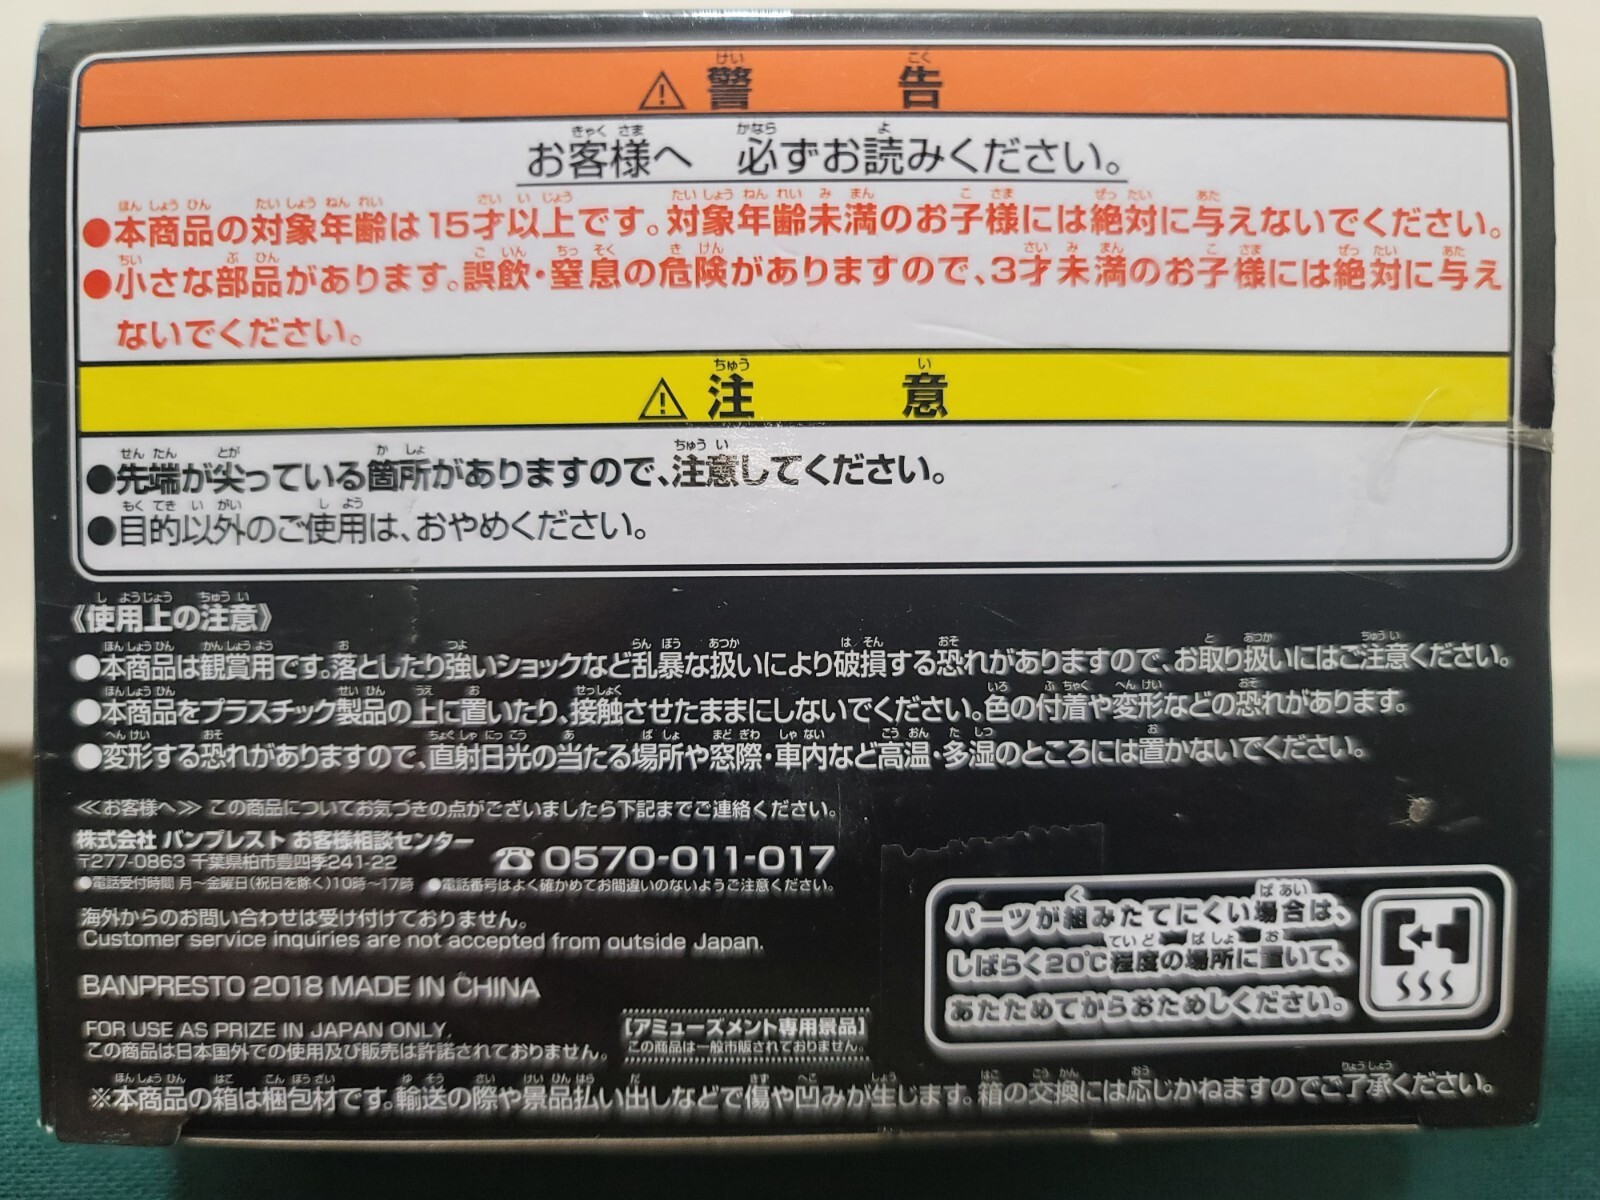 ⚠警告
お客様へ 必ずお読みください。
●本商品の対象年齢は15才以上です。対象年齢未満のお子様には絶対に与えないでください。
●小さな部品があります。誤飲・窒息の危険がありますので、3才未満のお子様には絶対に与え
ないでください。
⚠注意
●先端が尖っている箇所がありますので、注意してください。
●目的以外のご使用は、おやめください。
《使用上の注意》
●本商品は観賞用です。落としたり強いショックなど乱暴な扱いにより破損する恐れがありますので、お取り扱いにはご注意ください。
●本商品をプラスチック製品の上に置いたり、接触させたままにしないでください。色の付着や変形などの恐れがあります。
●変形する恐れがありますので、直射日光の当たる場所や窓際・車内など高温・多湿のところには置かないでください。
≪お客様へ≫ この商品についてお気づきの点がございましたら下記までご連絡ください。
株式会社 バンプレスト お客様相談センター
〒277-0863 千葉県柏市豊四季241-22
☎0570-011-017
●電話受付時間 月～金曜日(祝日を除く)10時～17時 ●電話番号はよく確かめてお間違いのないようご注意ください。
海外からのお問い合わせは受け付けておりません。
Customer service inquiries are not accepted from outside Japan.
BANPRESTO 2018 MADE IN CHINA
FOR USE AS PRIZE IN JAPAN ONLY.
この商品は日本国外での使用及び販売は許諾されておりません。
【アミューズメント専用景品】
この商品は一般市販されておりません。
パーツが組みたてにくい場合は、
しばらく20℃程度の場所に置いて、
あたためてからおためしください。
※本商品の箱は梱包材です。輸送の際や景品払い出しなどで傷や凹みが生じます。箱の交換には応じかねますのでご了承ください。